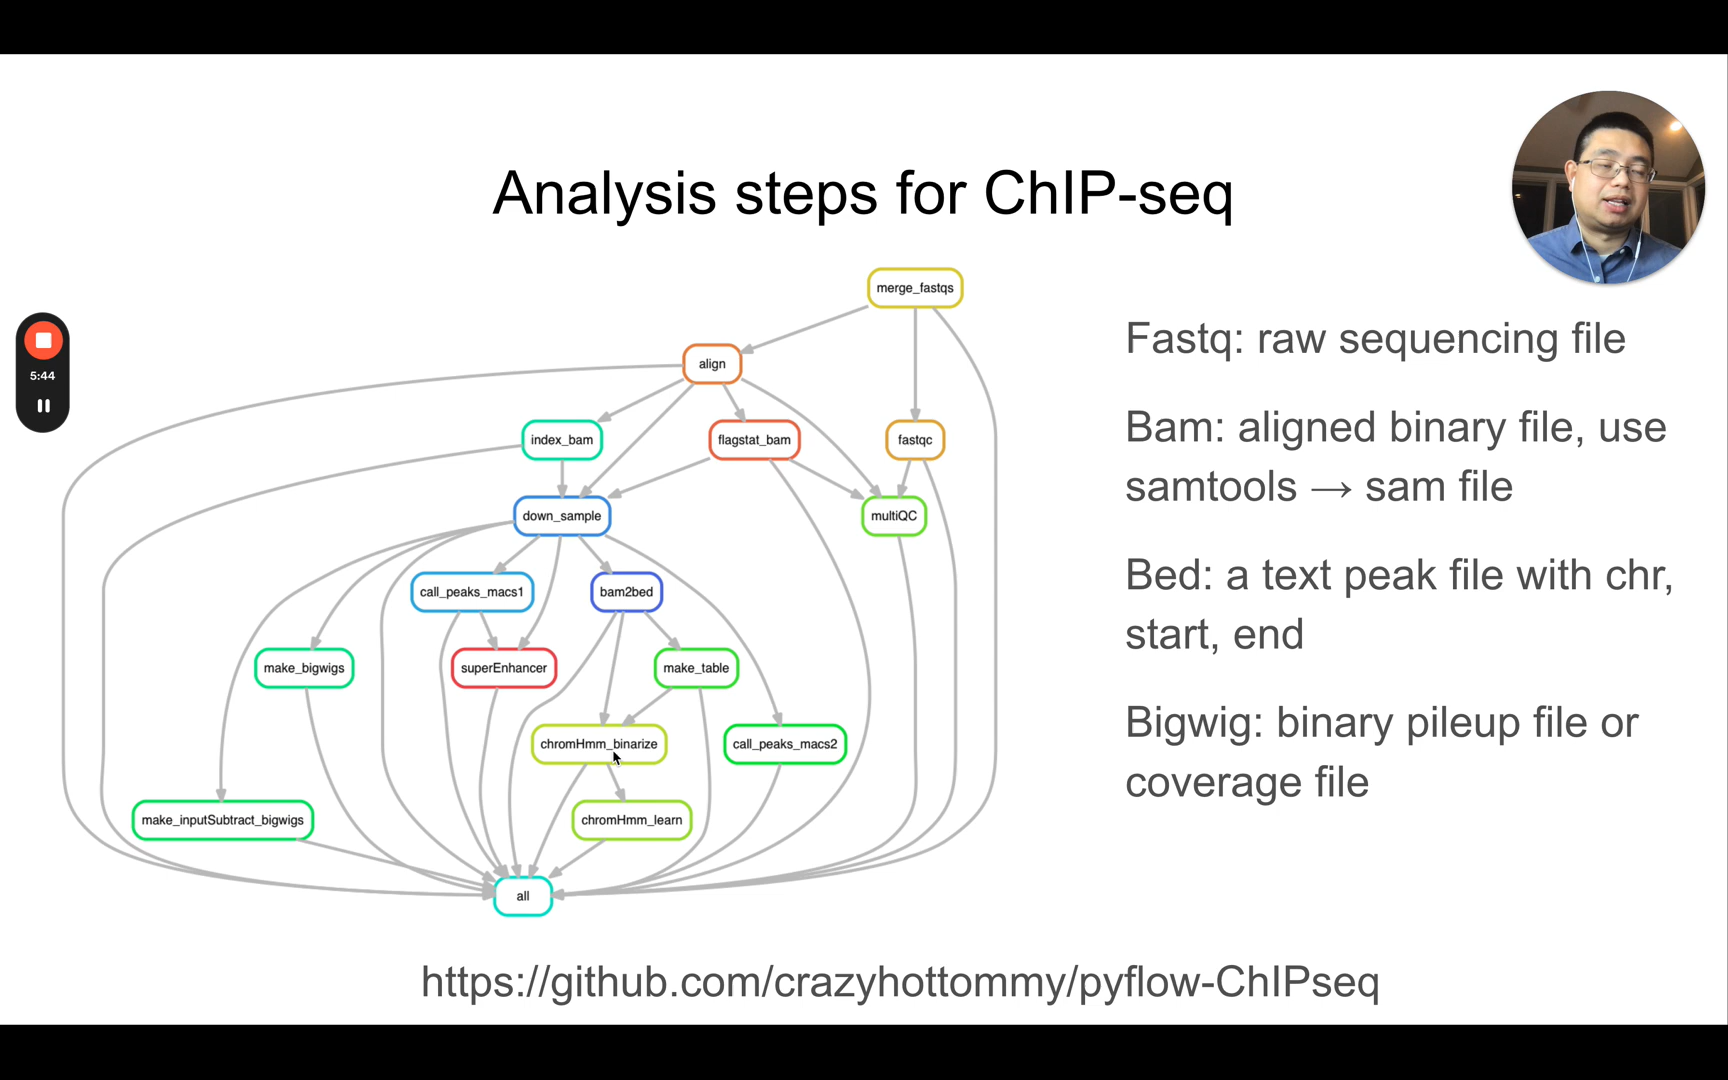 Analysis steps for ChIP-seq
merge_fastqs
5:44
align
index_bam
flagstat_bam
fastqc
down_sample
multiQC
call_peaks_macs1
bam2bed
make_bigwigs
superEnhancer
make_table
chromHmm_binarize
call_peaks_macs2
make_inputSubtract_bigwigs
chromHmm_learn
all
Fastq: raw sequencing file
Bam: aligned binary file, use
samtools → sam file
Bed: a text peak file with chr,
start, end
Bigwig: binary pileup file or
coverage file
https://github.com/crazyhottommy/pyflow-ChIPseq